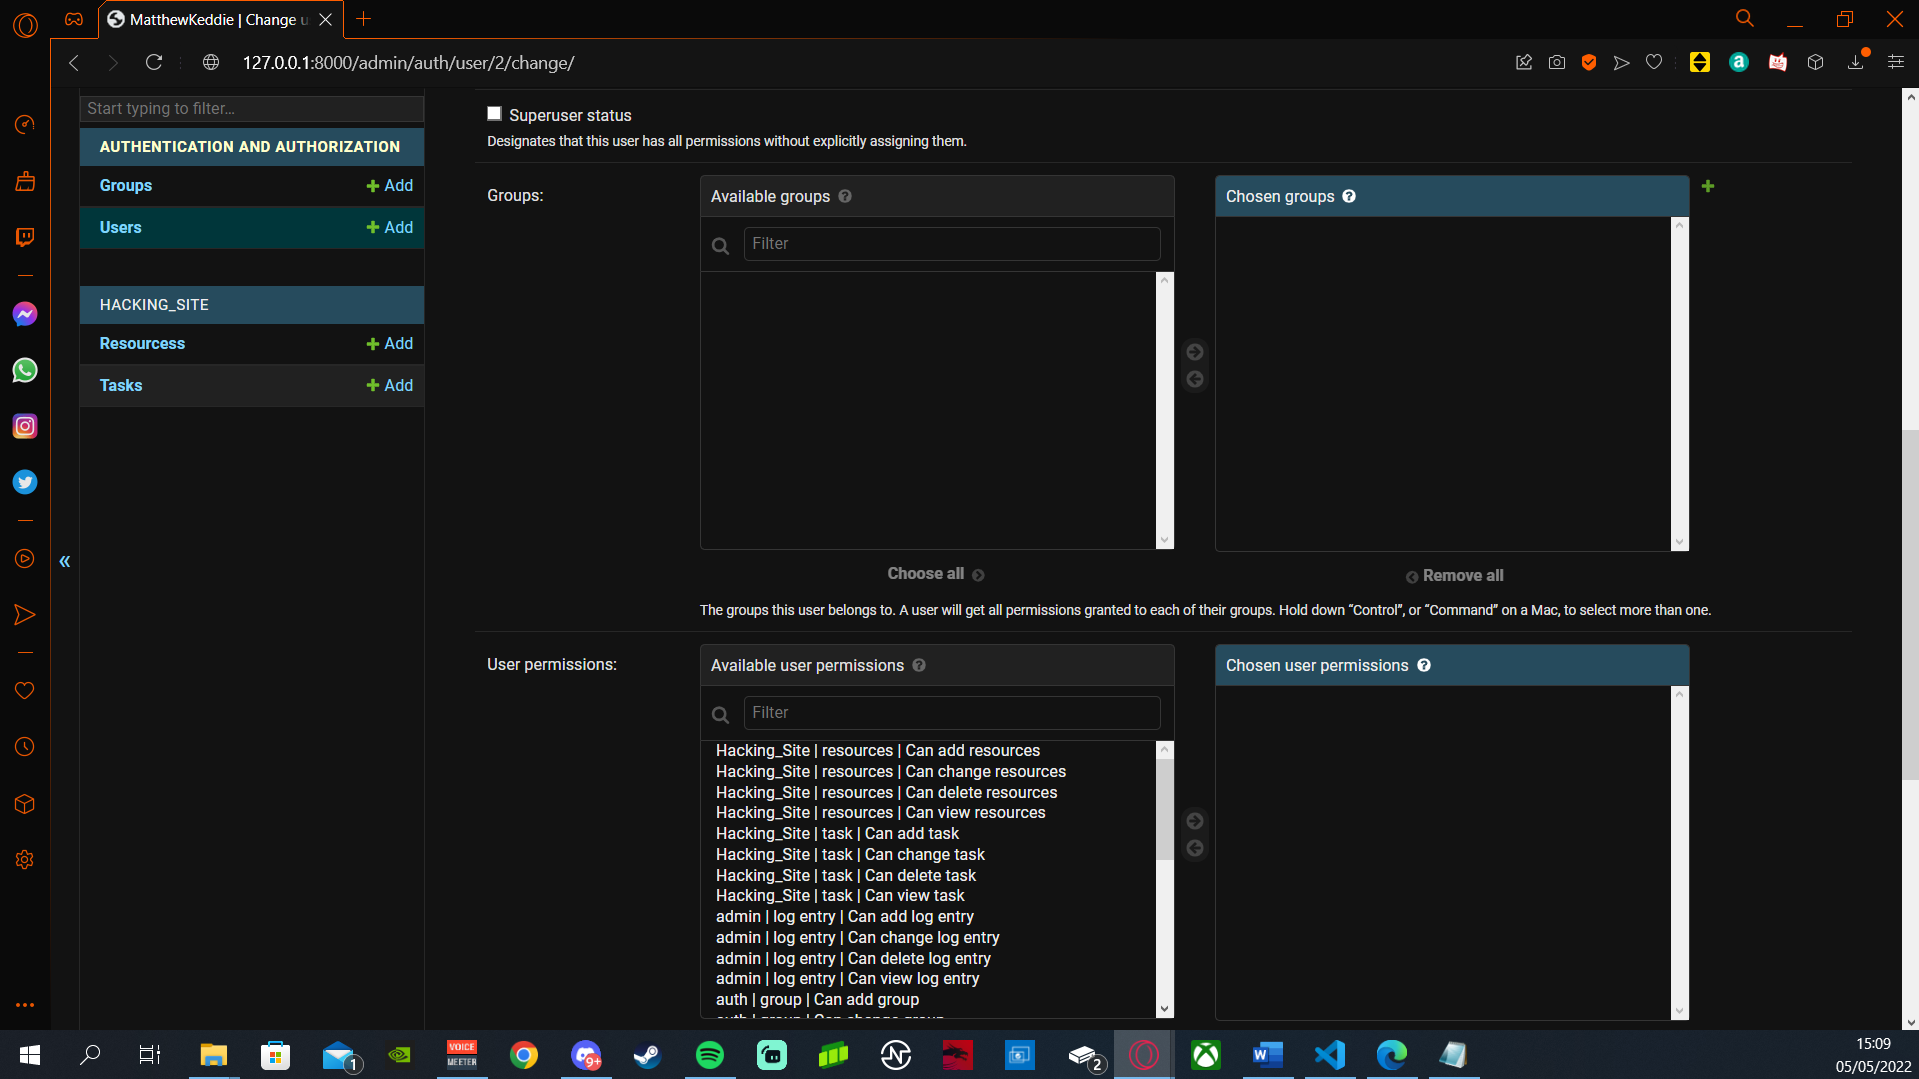 MatthewKeddie | Change u
127.0.0.1:8000/admin/auth/user/2/change/
Start typing to filter...
AUTHENTICATION AND AUTHORIZATION
Groups
Add
Users
Add
HACKING_SITE
Resourcess
Add
Tasks
Add
«
Superuser status
Designates that this user has all permissions without explicitly assigning them.
Groups:
Available groups ?
Filter
Choose all
Chosen groups ?
Remove all
The groups this user belongs to. A user will get all permissions granted to each of their groups. Hold down “Control”, or “Command” on a Mac, to select more than one.
User permissions:
Available user permissions ?
Filter
Hacking_Site | resources | Can add resources
Hacking_Site | resources | Can change resources
Hacking_Site | resources | Can delete resources
Hacking_Site | resources | Can view resources
Hacking_Site | task | Can add task
Hacking_Site | task | Can change task
Hacking_Site | task | Can delete task
Hacking_Site | task | Can view task
admin | log entry | Can add log entry
admin | log entry | Can change log entry
admin | log entry | Can delete log entry
admin | log entry | Can view log entry
auth | group | Can add group
auth | group | Can change group
Chosen user permissions ?
1
VOICE
MEETER
9+
2
15:09
05/05/2022